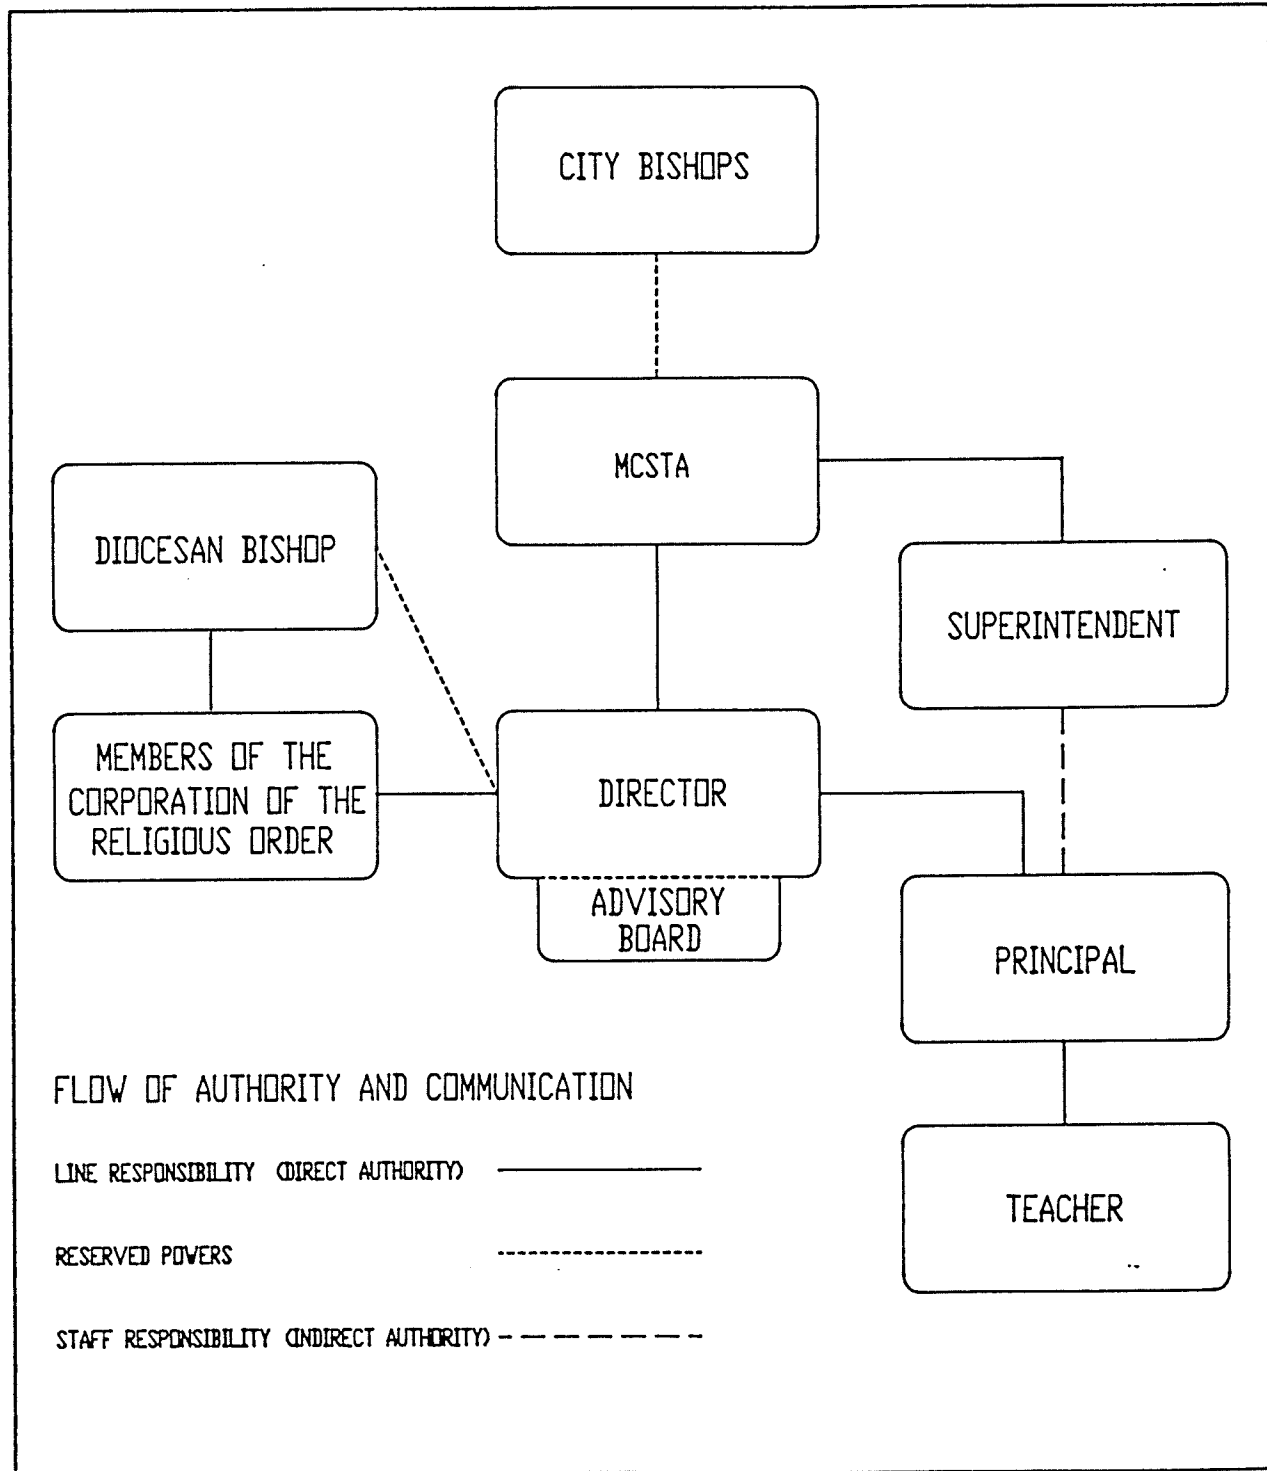 CITY BISHOPS
MCSTA
DIOCESAN BISHOP
SUPERINTENDENT
MEMBERS OF THE
CORPORATION OF THE
RELIGIOUS ORDER
DIRECTOR
ADVISORY
BOARD
PRINCIPAL
TEACHER
FLOW OF AUTHORITY AND COMMUNICATION
LINE RESPONSIBILITY (DIRECT AUTHORITY)
RESERVED POWERS
STAFF RESPONSIBILITY (INDIRECT AUTHORITY)